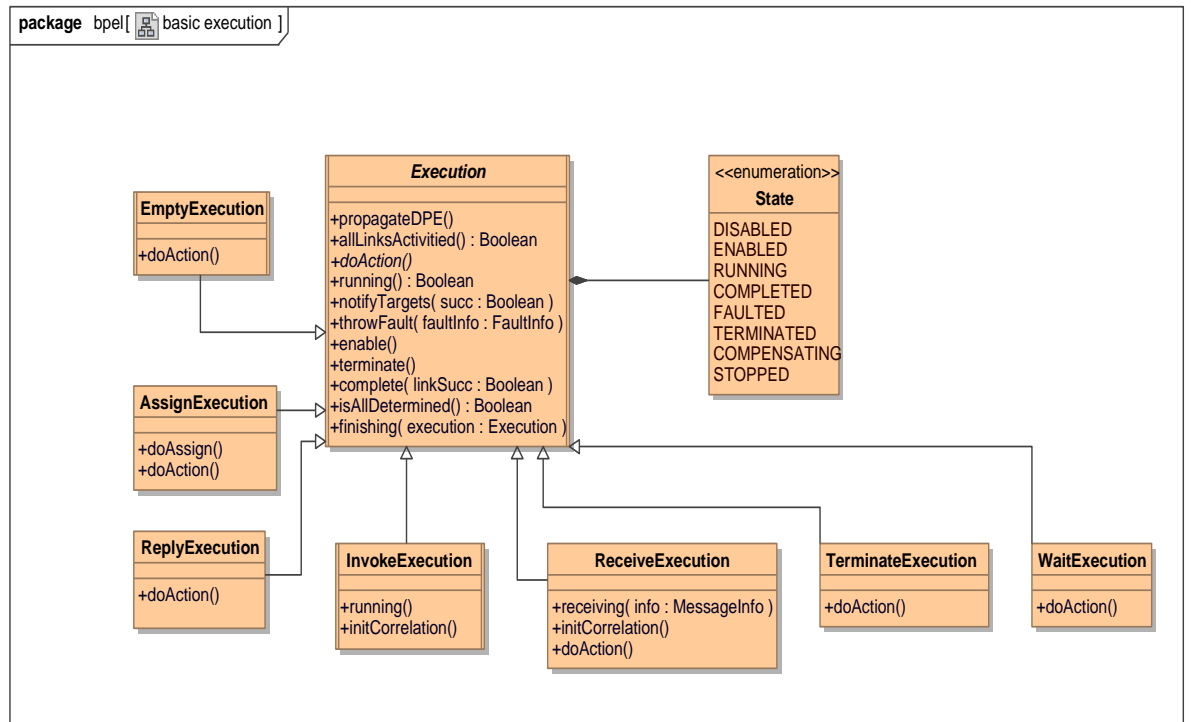 package bpel[ basic execution ]
Execution
+propagateDPE()
+allLinksActivitied() : Boolean
+doAction()
+running() : Boolean
+notifyTargets( succ : Boolean )
+throwFault( faultInfo : FaultInfo )
+enable()
+terminate()
+complete( linkSucc : Boolean )
+isAllDetermined() : Boolean
+finishing( execution : Execution )
<<enumeration>>
State
DISABLED
ENABLED
RUNNING
COMPLETED
FAULTED
TERMINATED
COMPENSATING
STOPPED
EmptyExecution
+doAction()
AssignExecution
+doAssign()
+doAction()
ReplyExecution
+doAction()
InvokeExecution
+running()
+initCorrelation()
ReceiveExecution
+receiving( info : MessageInfo )
+initCorrelation()
+doAction()
TerminateExecution
+doAction()
WaitExecution
+doAction()